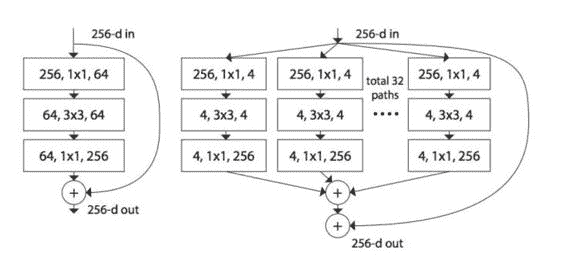 256-d in
256, 1x1, 64
64, 3x3, 64
64, 1x1, 256
+
256-d out
256-d in
256, 1x1, 4
256, 1x1, 4
total 32
paths
....
256, 1x1, 4
4, 3x3, 4
4, 3x3, 4
4, 3x3, 4
4, 1x1, 256
4, 1x1, 256
4, 1x1, 256
+
+
256-d out